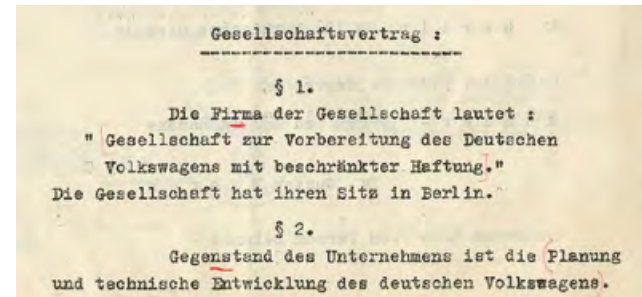 Gesellschaftsvertrag :
§ 1.
Die Firma der Gesellschaft lautet :
" Gesellschaft zur Vorbereitung des Deutschen
Volkswagens mit beschränkter Haftung."
Die Gesellschaft hat ihren Sitz in Berlin.
§ 2.
Gegenstand des Unternehmens ist die Planung
und technische Entwicklung des deutschen Volkswagens.